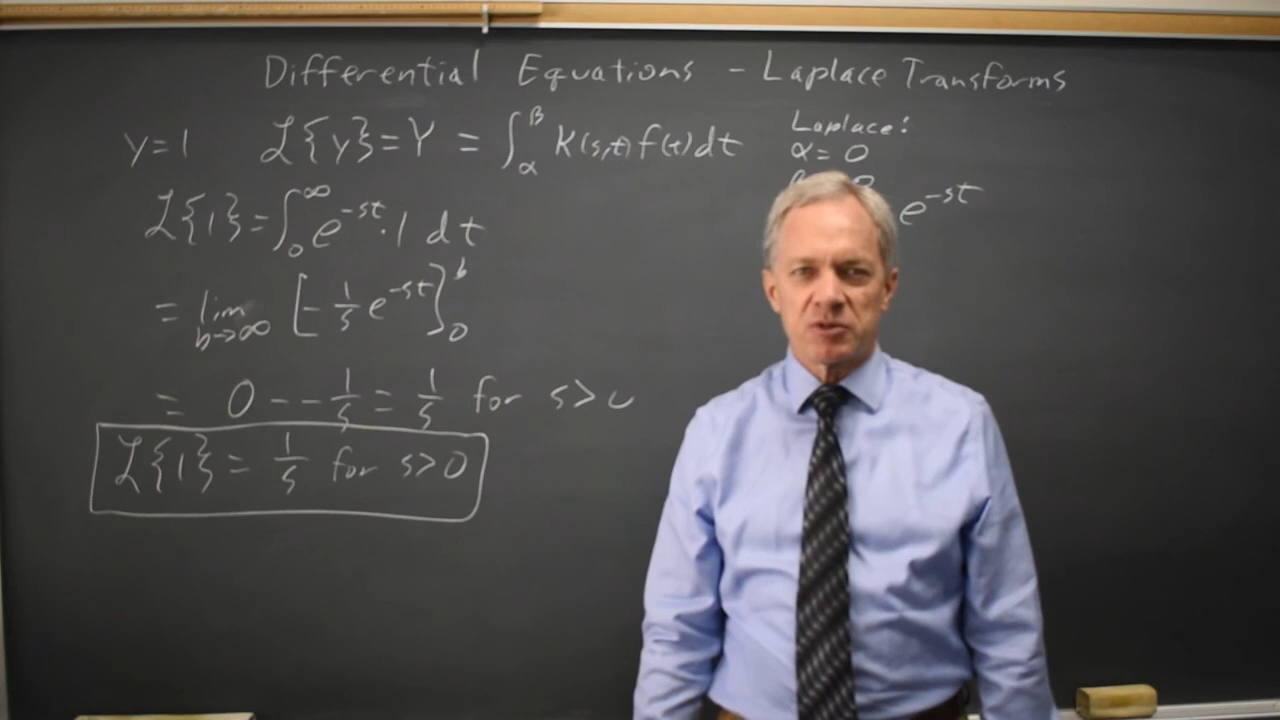 Differential Equations - Laplace Transforms
y=1 ℒ{y}=Y = ∫_α^β K(s,t)f(t)dt
Laplace:
α = 0
ℒ{1}=∫_0^∞ e^{-st}·1 dt
e^{-st}
= lim_{b→∞} [-1/s e^{-st}]_0^b
= 0 - -1/s = 1/s for s>
ℒ{1} = 1/s for s>0